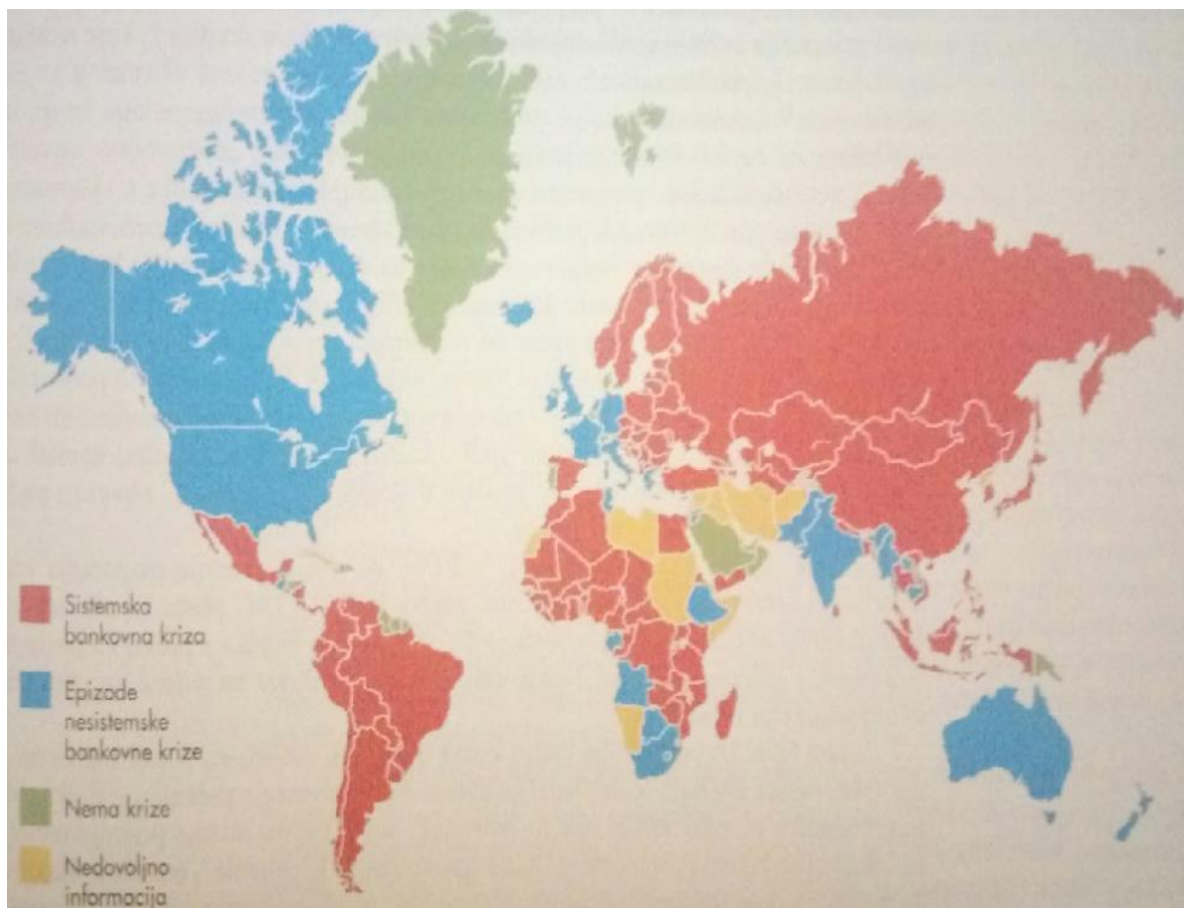 Sistemska
bankovna kriza
Epizode
nesistemske
bankovne krize
Nema krize
Nedovoljno
informacija